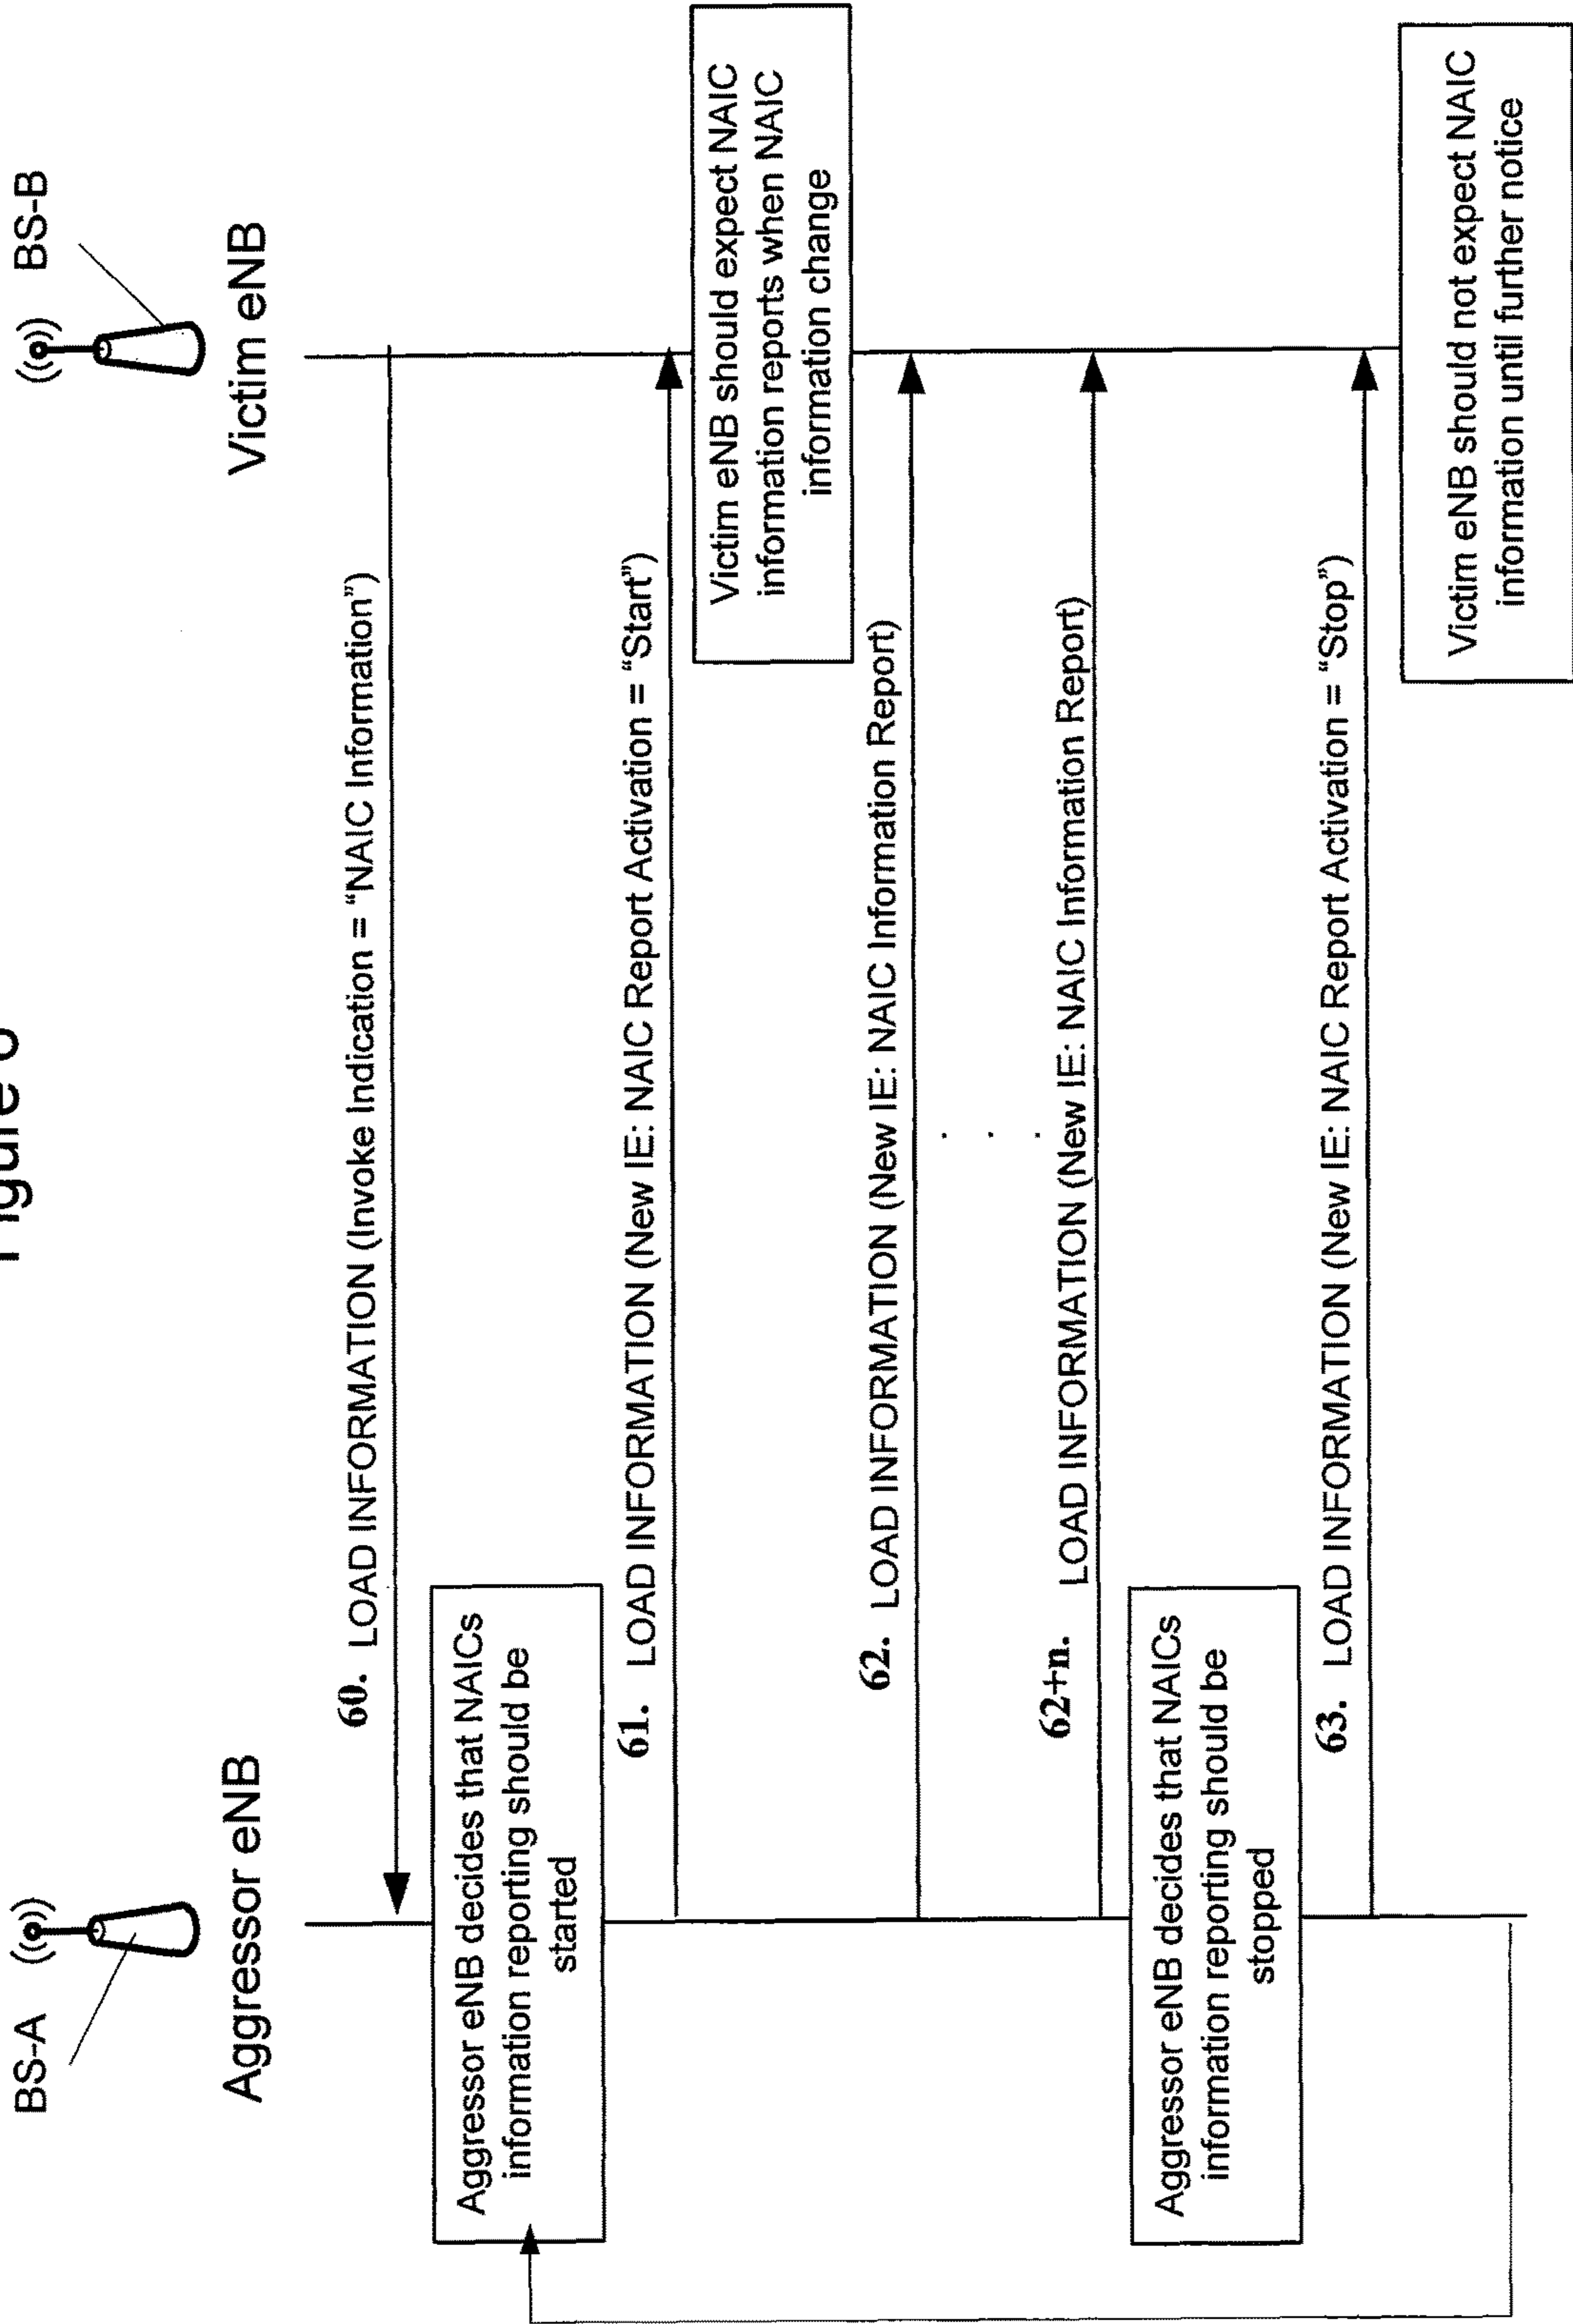 BS-A
BS-B
Aggressor eNB
Victim eNB
60. LOAD INFORMATION (Invoke Indication = “NAIC Information”)
Aggressor eNB decides that NAICs
information reporting should be
started
61. LOAD INFORMATION (New IE: NAIC Report Activation = “Start”)
Victim eNB should expect NAIC
information reports when NAIC
information change
62. LOAD INFORMATION (New IE: NAIC Information Report)
. . .
62+n. LOAD INFORMATION (New IE: NAIC Information Report)
Aggressor eNB decides that NAICs
information reporting should be
stopped
63. LOAD INFORMATION (New IE: NAIC Report Activation = “Stop”)
Victim eNB should not expect NAIC
information until further notice